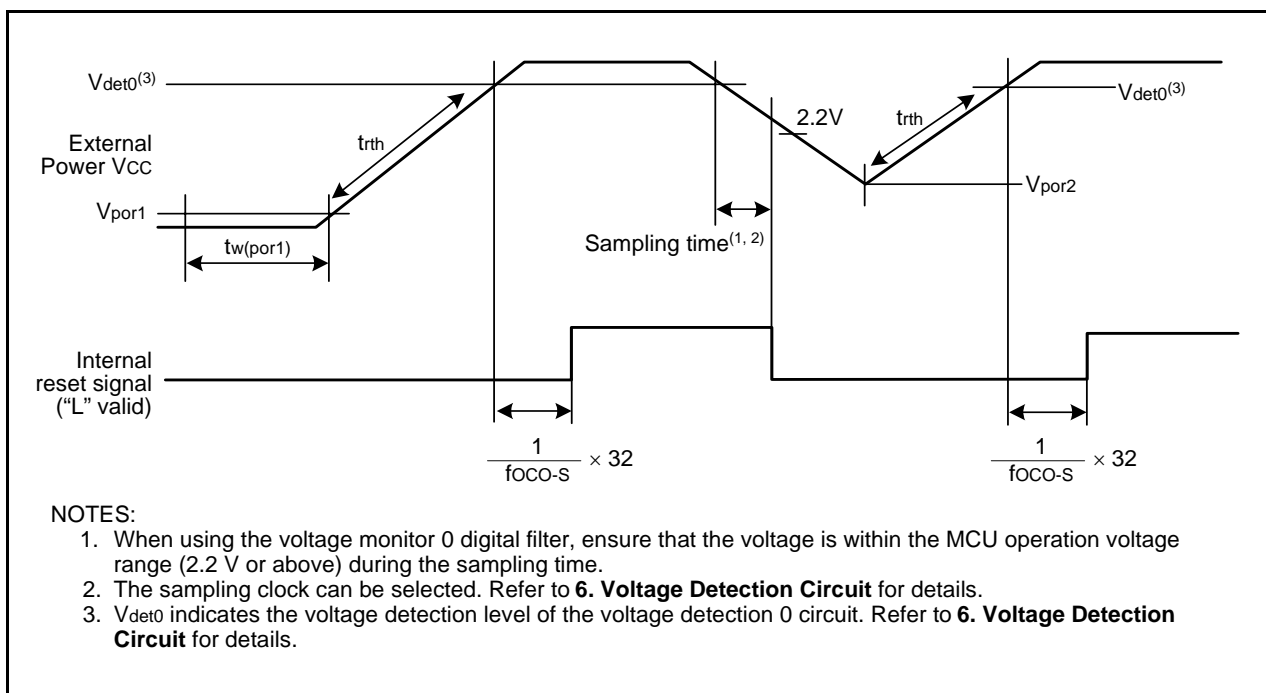 Vdet0(3)
External
Power VCC
Vpor1
tw(por1)
trth
Sampling time(1, 2)
2.2V
trth
Vdet0(3)
Vpor2
Internal
reset signal
(“L” valid)
1
fOCO-S
× 32
1
fOCO-S
× 32
NOTES:
1. When using the voltage monitor 0 digital filter, ensure that the voltage is within the MCU operation voltage
range (2.2 V or above) during the sampling time.
2. The sampling clock can be selected. Refer to 6. Voltage Detection Circuit for details.
3. Vdet0 indicates the voltage detection level of the voltage detection 0 circuit. Refer to 6. Voltage Detection
Circuit for details.